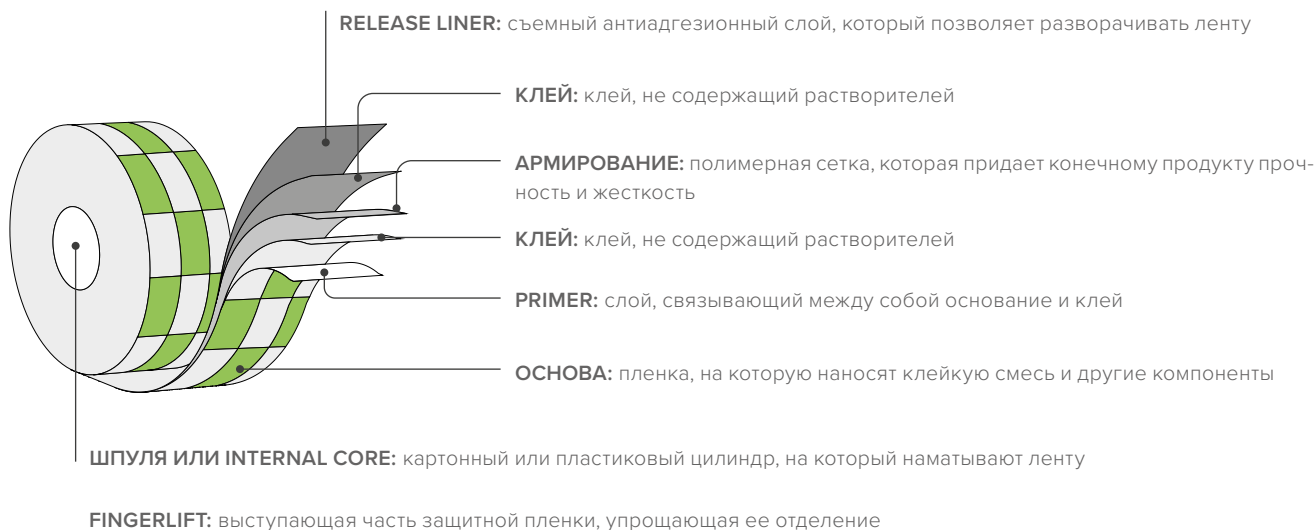 RELEASE LINER: съемный антиадгезионный слой, который позволяет разворачивать ленту
КЛЕЙ: клей, не содержащий растворителей
АРМИРОВАНИЕ: полимерная сетка, которая придает конечному продукту проч-
ность и жесткость
КЛЕЙ: клей, не содержащий растворителей
PRIMER: слой, связывающий между собой основание и клей
ОСНОВА: пленка, на которую наносят клейкую смесь и другие компоненты
ШПУЛЯ ИЛИ INTERNAL CORE: картонный или пластиковый цилиндр, на который наматывают ленту
FINGERLIFT: выступающая часть защитной пленки, упрощающая ее отделение